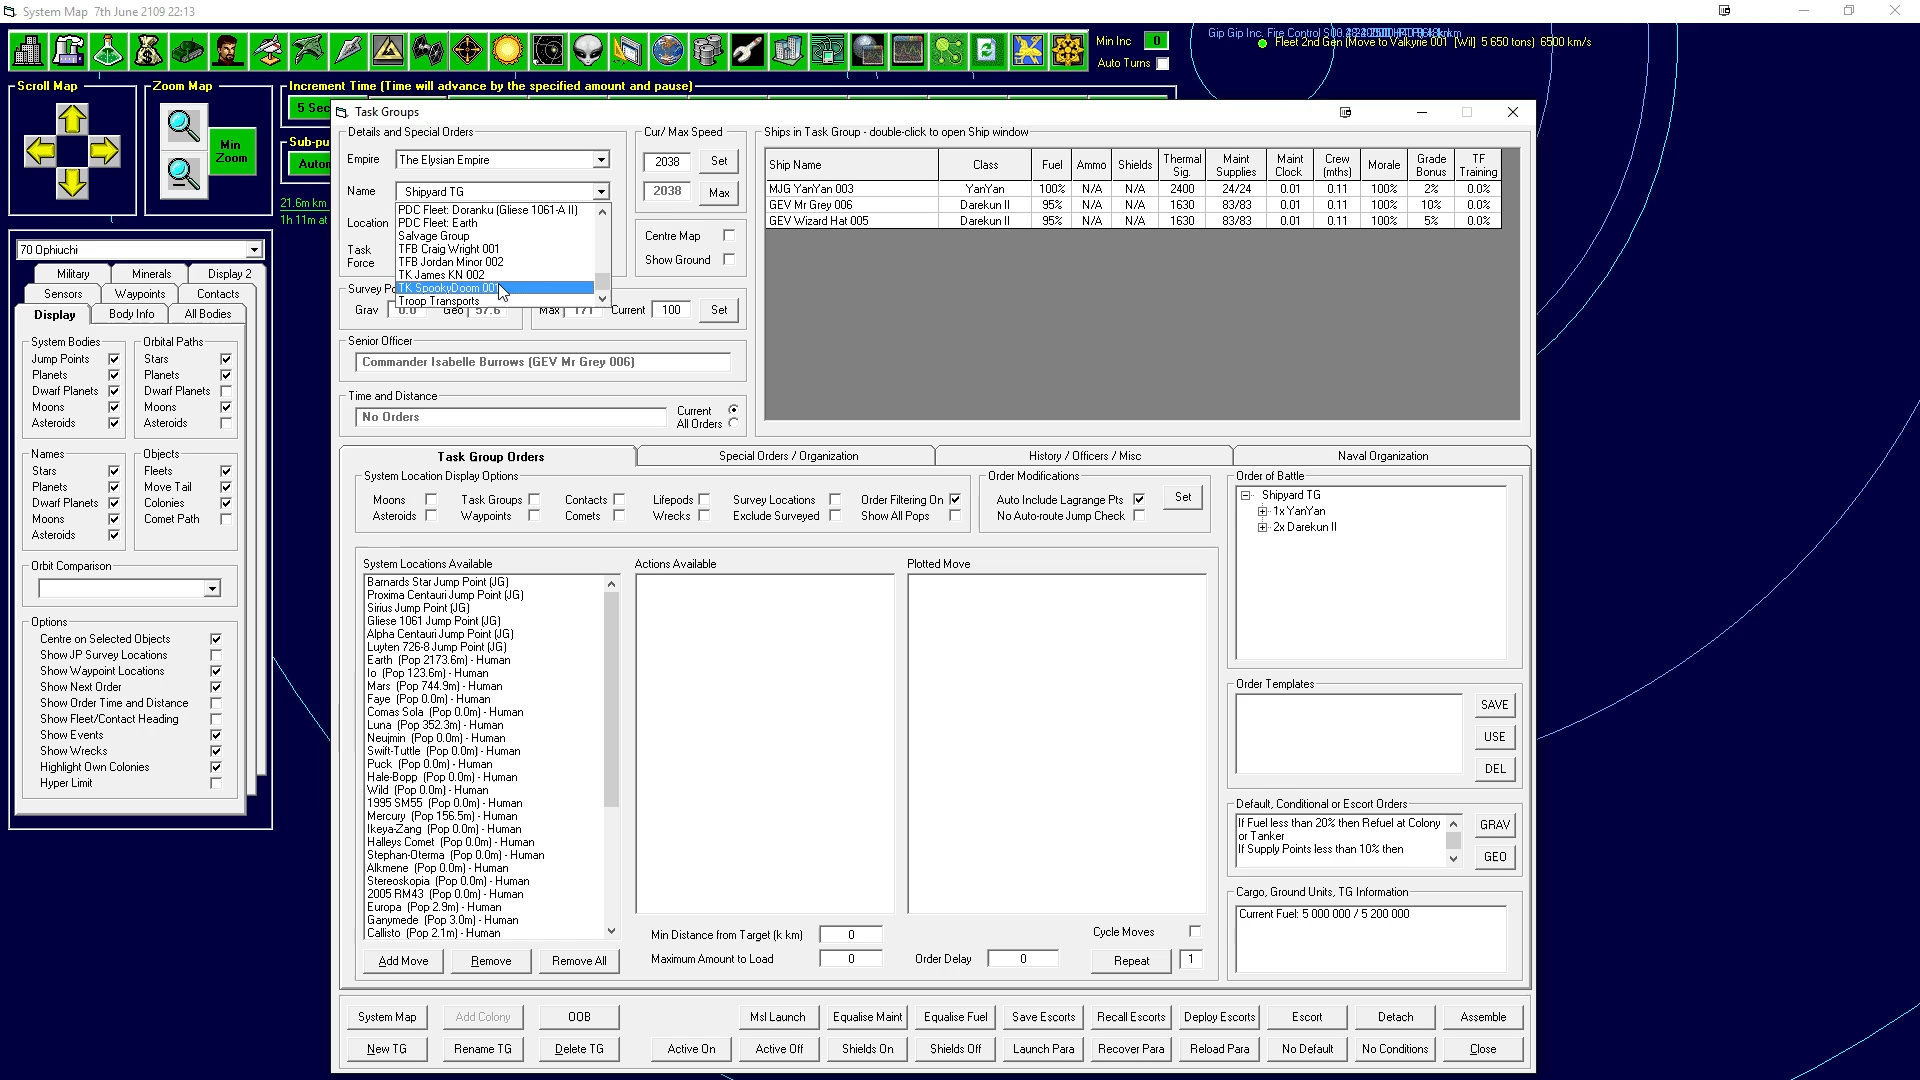 System Map  7th June 2109 22:13
Min Inc 0
Auto Turns
Fleet 2nd Gen [Move to Valkyrie 001  [Wil]  5 650 tons]  6500 km/s
Scroll Map
Zoom Map
Min Zoom
Increment Time (Time will advance by the specified amount and pause)
5 Sec
Sub-pu
Autom
21.6m km
1h 11m at
70 Ophiuchi
Military
Minerals
Display 2
Sensors
Waypoints
Contacts
Display
Body Info
All Bodies
System Bodies
Jump Points
Planets
Dwarf Planets
Moons
Asteroids
Orbital Paths
Stars
Planets
Dwarf Planets
Moons
Asteroids
Names
Stars
Planets
Dwarf Planets
Moons
Asteroids
Objects
Fleets
Move Tail
Colonies
Comet Path
Orbit Comparison
Options
Centre on Selected Objects
Show JP Survey Locations
Show Waypoint Locations
Show Next Order
Show Order Time and Distance
Show Fleet/Contact Heading
Show Events
Show Wrecks
Highlight Own Colonies
Hyper Limit
Task Groups
Details and Special Orders
Empire The Elysian Empire
Name Shipyard TG
Location
Task Force
PDC Fleet: Doranku (Gliese 1061-A II)
PDC Fleet: Earth
Salvage Group
TFB Craig Wright 001
TFB Jordan Minor 002
TK James KN 002
TK SpookyDoom 001
Troop Transports
Cur/ Max Speed
2038 Set
2038 Max
Centre Map
Show Ground
Survey Po
Grav 0.0 Geo 57.6
Max 171 Current 100 Set
Senior Officer
Commander Isabelle Burrows (GEV Mr Grey 006)
Time and Distance
No Orders
Current
All Orders
Ships in Task Group - double-click to open Ship window
Ship Name Class Fuel Ammo Shields Thermal Sig. Maint Supplies Maint Clock Crew (mths) Morale Grade Bonus TF Training
MJG YanYan 003 YanYan 100% N/A N/A 2400 24/24 0.01 0.11 100% 2% 0.0%
GEV Mr Grey 006 Darekun II 95% N/A N/A 1630 83/83 0.01 0.11 100% 10% 0.0%
GEV Wizard Hat 005 Darekun II 95% N/A N/A 1630 83/83 0.01 0.11 100% 5% 0.0%
Task Group Orders
Special Orders / Organization
History / Officers / Misc
Naval Organization
System Location Display Options
Moons Task Groups Contacts Lifepods Survey Locations Order Filtering On
Asteroids Waypoints Comets Wrecks Exclude Surveyed Show All Pops
Order Modifications
Auto Include Lagrange Pts
No Auto-route Jump Check
Set
Order of Battle
Shipyard TG
1x YanYan
2x Darekun II
System Locations Available
Barnards Star Jump Point (JG)
Proxima Centauri Jump Point (JG)
Sirius Jump Point (JG)
Gliese 1061 Jump Point (JG)
Alpha Centauri Jump Point (JG)
Luyten 726-8 Jump Point (JG)
Earth  (Pop 2173.6m) - Human
Io  (Pop 123.6m) - Human
Mars  (Pop 744.9m) - Human
Faye  (Pop 0.0m) - Human
Comas Sola  (Pop 0.0m) - Human
Luna  (Pop 352.3m) - Human
Neujmin  (Pop 0.0m) - Human
Swift-Tuttle  (Pop 0.0m) - Human
Puck  (Pop 0.0m) - Human
Hale-Bopp  (Pop 0.0m) - Human
Wild  (Pop 0.0m) - Human
1995 SM55  (Pop 0.0m) - Human
Mercury  (Pop 156.5m) - Human
Ikeya-Zang  (Pop 0.0m) - Human
Halleys Comet  (Pop 0.0m) - Human
Stephan-Oterma  (Pop 0.0m) - Human
Alkmene  (Pop 0.0m) - Human
Stereoskopia  (Pop 0.0m) - Human
2005 RM43  (Pop 0.0m) - Human
Europa  (Pop 2.9m) - Human
Ganymede  (Pop 3.0m) - Human
Callisto  (Pop 2.1m) - Human
Actions Available
Plotted Move
Add Move
Remove
Remove All
Min Distance from Target (k km) 0
Maximum Amount to Load 0
Order Delay 0
Cycle Moves
Repeat 1
Order Templates
SAVE
USE
DEL
Default, Conditional or Escort Orders
If Fuel less than 20% then Refuel at Colony
or Tanker
If Supply Points less than 10% then
GRAV
GEO
Cargo, Ground Units, TG Information
Current Fuel: 5 000 000 / 5 200 000
System Map
Add Colony
OOB
Msl Launch
Equalise Maint
Equalise Fuel
Save Escorts
Recall Escorts
Deploy Escorts
Escort
Detach
Assemble
New TG
Rename TG
Delete TG
Active On
Active Off
Shields On
Shields Off
Launch Para
Recover Para
Reload Para
No Default
No Conditions
Close